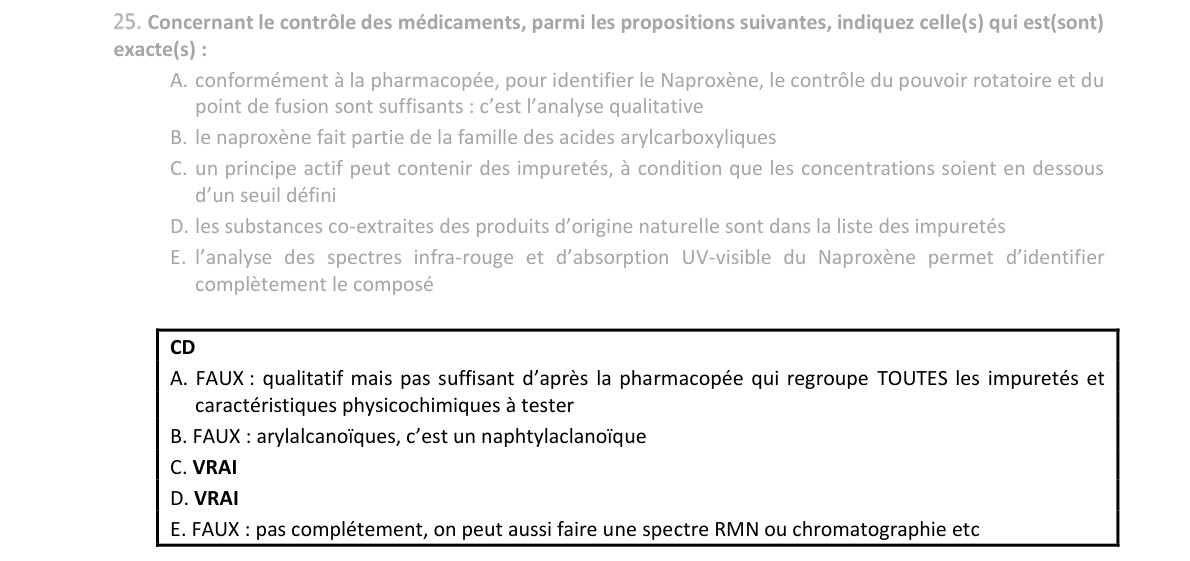 25. Concernant le contrôle des médicaments, parmi les propositions suivantes, indiquez celle(s) qui est(sont)
exacte(s) :
A. conformément à la pharmacopée, pour identifier le Naproxène, le contrôle du pouvoir rotatoire et du
point de fusion sont suffisants : c’est l’analyse qualitative
B. le naproxène fait partie de la famille des acides arylcarboxyliques
C. un principe actif peut contenir des impuretés, à condition que les concentrations soient en dessous
d’un seuil défini
D. les substances co-extraites des produits d’origine naturelle sont dans la liste des impuretés
E. l’analyse des spectres infra-rouge et d’absorption UV-visible du Naproxène permet d’identifier
complètement le composé
CD
A. FAUX : qualitatif mais pas suffisant d’après la pharmacopée qui regroupe TOUTES les impuretés et
caractéristiques physicochimiques à tester
B. FAUX : arylalcanoïques, c’est un naphtylaclanoïque
C. VRAI
D. VRAI
E. FAUX : pas complétement, on peut aussi faire une spectre RMN ou chromatographie etc